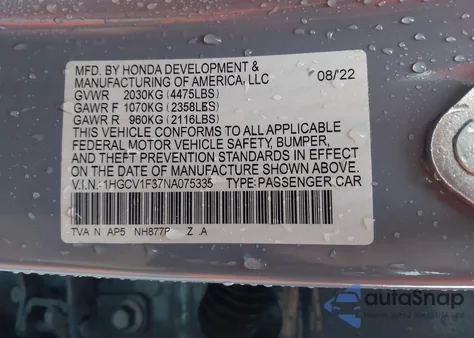 MFD. BY HONDA DEVELOPMENT &
MANUFACTURING OF AMERICA, LLC 08/22
GVWR 2030KG (4475LBS)
GAWR F 1070KG (2358LBS)
GAWR R 960KG (2116LBS)
THIS VEHICLE CONFORMS TO ALL APPLICABLE
FEDERAL MOTOR VEHICLE SAFETY, BUMPER,
AND THEFT PREVENTION STANDARDS IN EFFECT
ON THE DATE OF MANUFACTURE SHOWN ABOVE.
V.I.N.: 1HGCV1F37NA075335 TYPE: PASSENGER CAR
TVA N AP5 NH877P Z A
autoSnap